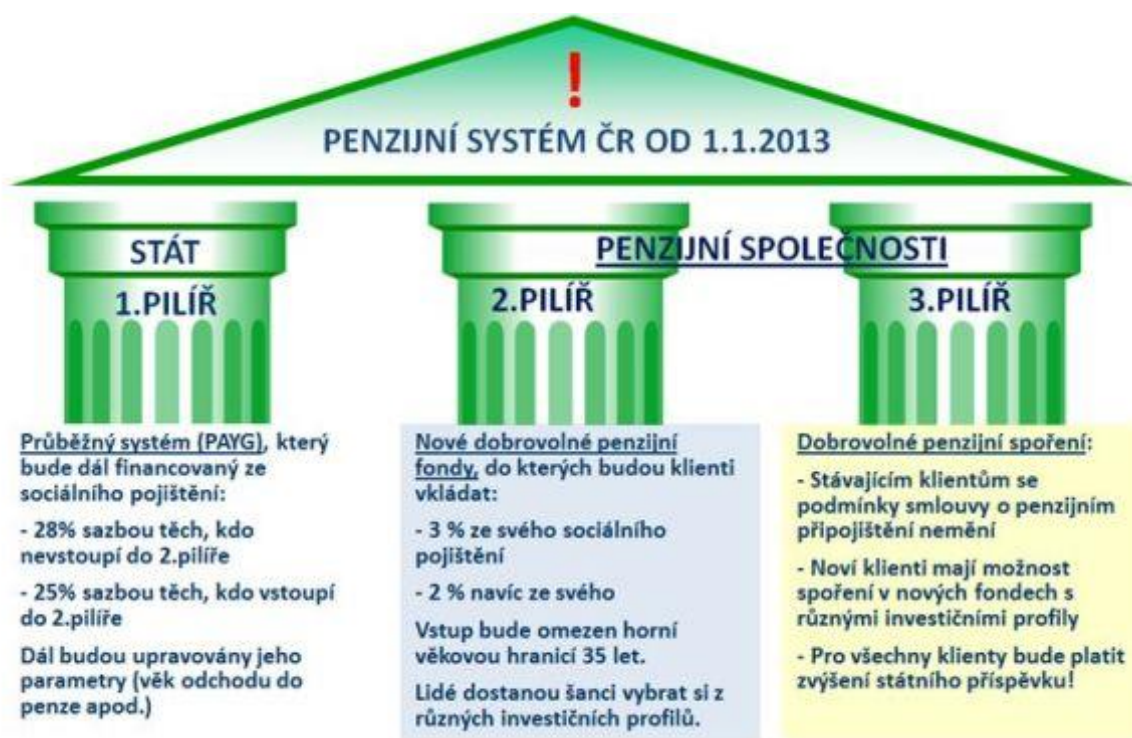 !
PENZIJNÍ SYSTÉM ČR OD 1.1.2013
STÁT
PENZIJNÍ SPOLEČNOSTI
1.PILÍŘ
2.PILÍŘ
3.PILÍŘ
Průběžný systém (PAYG), který
bude dál financovaný ze
sociálního pojištění:
- 28% sazbou těch, kdo
nevstoupí do 2.pilíře
- 25% sazbou těch, kdo vstoupí
do 2.pilíře
Dál budou upravovány jeho
parametry (věk odchodu do
penze apod.)
Nové dobrovolné penzijní
fondy, do kterých budou klienti
vkládat:
- 3 % ze svého sociálního
pojištění
- 2 % navíc ze svého
Vstup bude omezen horní
věkovou hranicí 35 let.
Lidé dostanou šanci vybrat si z
různých investičních profilů.
Dobrovolné penzijní spoření:
- Stávajícím klientům se
podmínky smlouvy o penzijním
připojištění nemění
- Noví klienti mají možnost
spoření v nových fondech s
různými investičními profily
- Pro všechny klienty bude platit
zvýšení státního příspěvku!